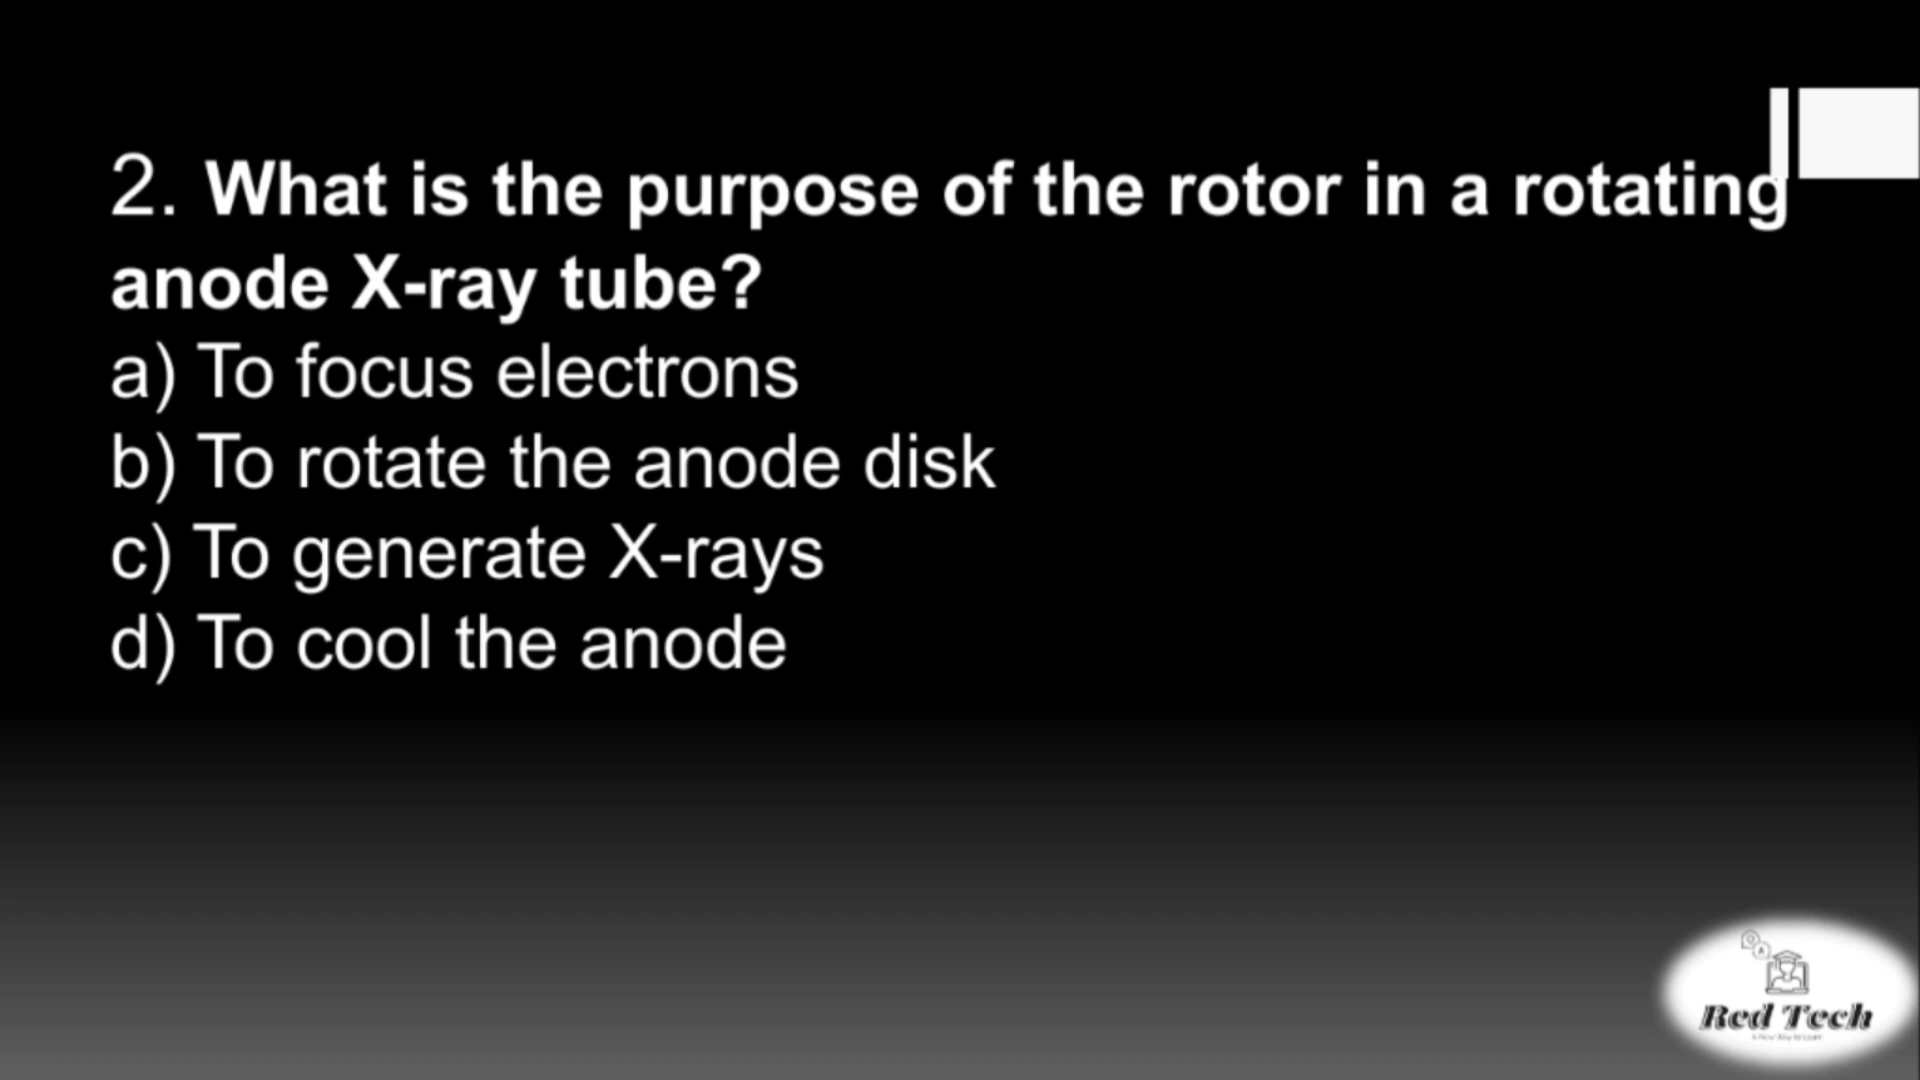 2. What is the purpose of the rotor in a rotating
anode X-ray tube?
a) To focus electrons
b) To rotate the anode disk
c) To generate X-rays
d) To cool the anode
Q
A
Red Tech